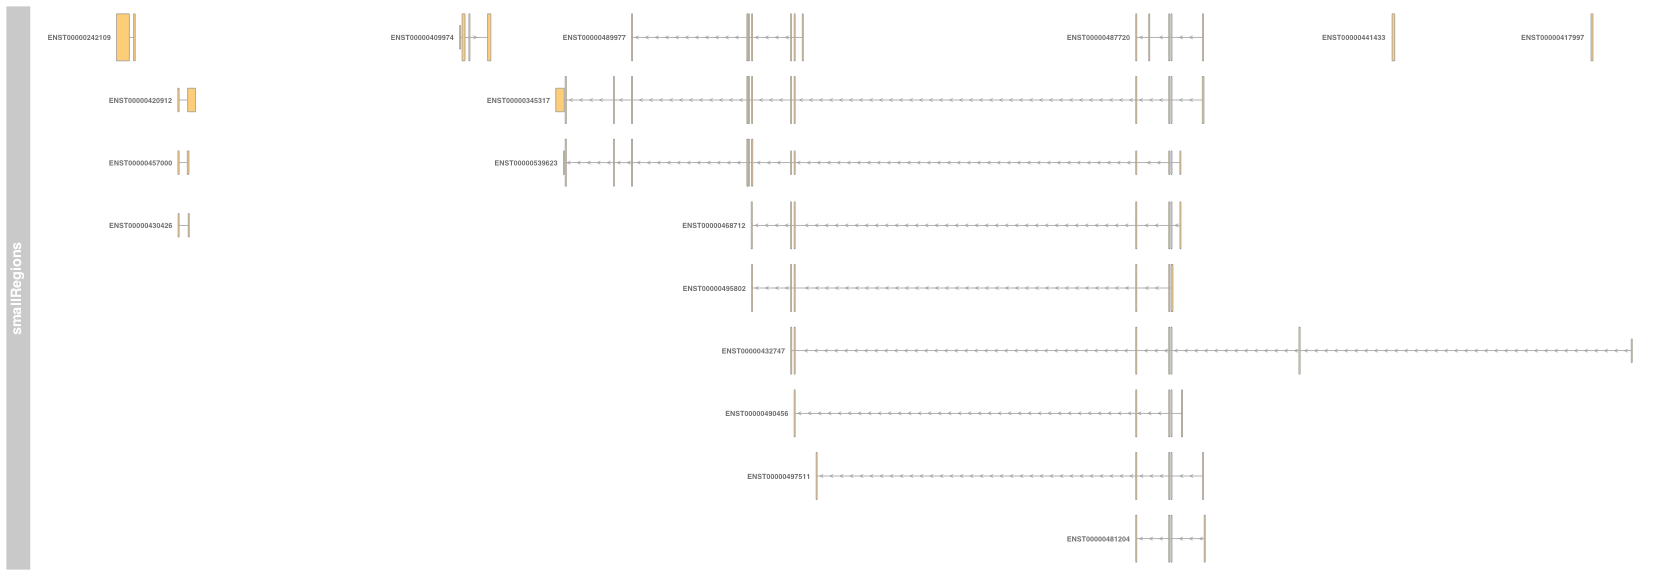 smallRegions
ENST00000242109
ENST00000409974
ENST00000489977
ENST00000487720
ENST00000441433
ENST00000417997
ENST00000420912
ENST00000345317
ENST00000457000
ENST00000539623
ENST00000430426
ENST00000468712
ENST00000495802
ENST00000432747
ENST00000490456
ENST00000497511
ENST00000481204